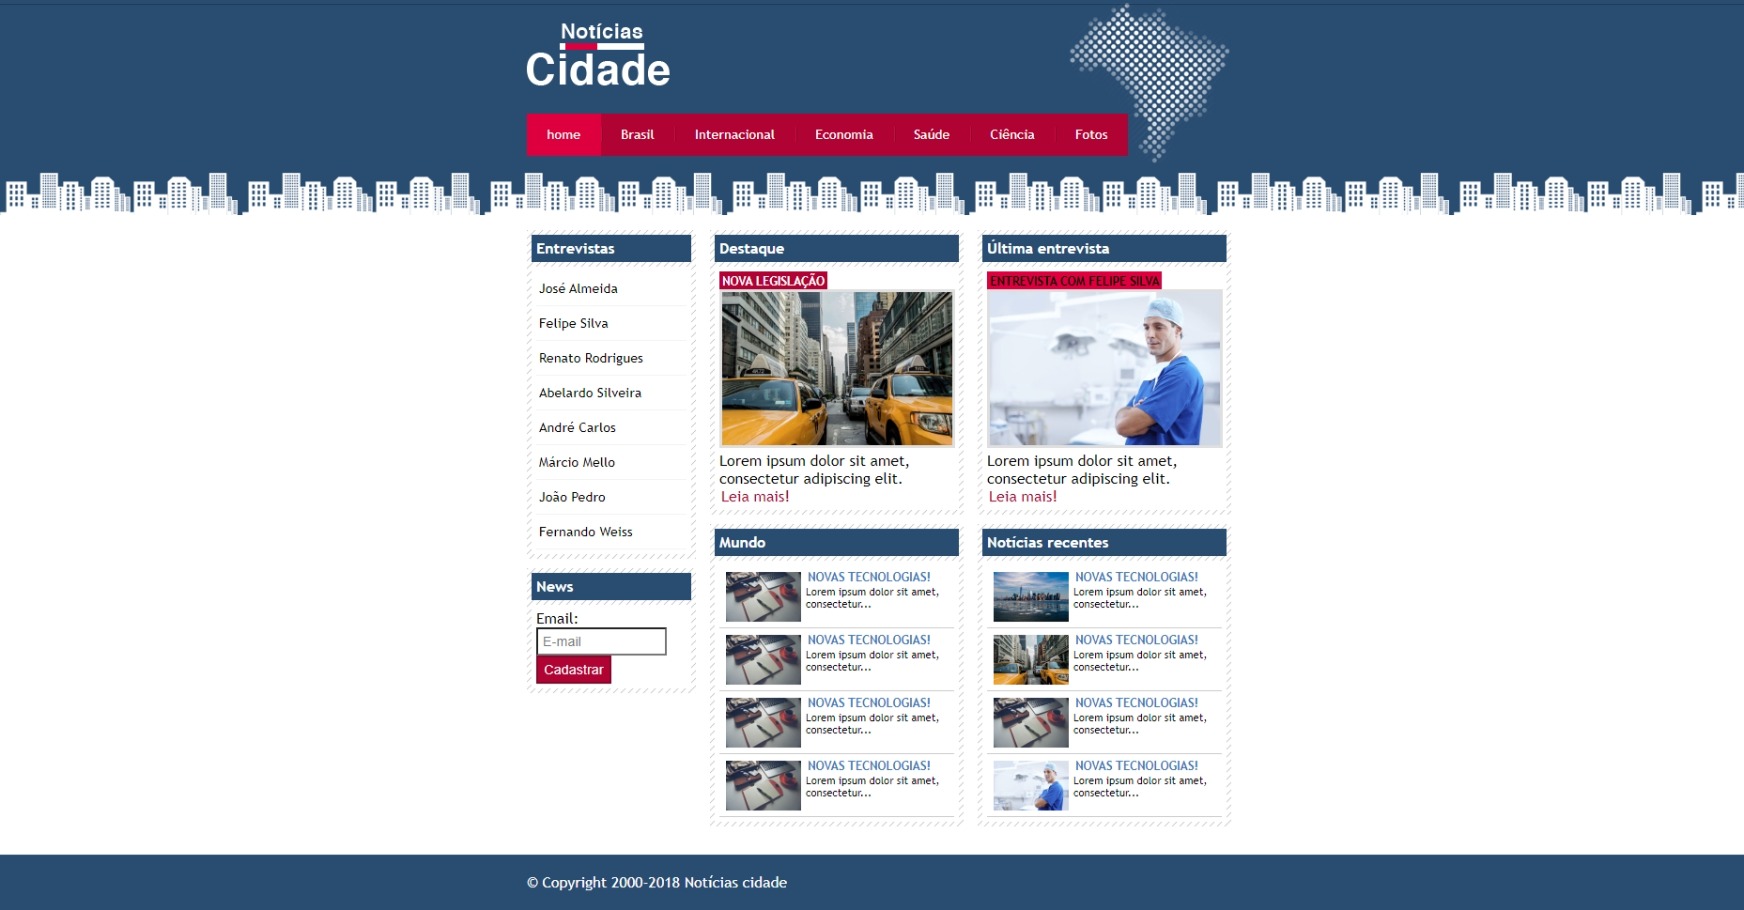 Notícias
Cidade
home
Brasil
Internacional
Economia
Saúde
Ciência
Fotos
Entrevistas
José Almeida
Felipe Silva
Renato Rodrigues
Abelardo Silveira
André Carlos
Márcio Mello
João Pedro
Fernando Weiss
News
Email:
E-mail
Cadastrar
Destaque
NOVA LEGISLAÇÃO
Lorem ipsum dolor sit amet,
consectetur adipiscing elit.
Leia mais!
Última entrevista
ENTREVISTA COM FELIPE SILVA
Lorem ipsum dolor sit amet,
consectetur adipiscing elit.
Leia mais!
Mundo
NOVAS TECNOLOGIAS!
Lorem ipsum dolor sit amet,
consectetur...
NOVAS TECNOLOGIAS!
Lorem ipsum dolor sit amet,
consectetur...
NOVAS TECNOLOGIAS!
Lorem ipsum dolor sit amet,
consectetur...
NOVAS TECNOLOGIAS!
Lorem ipsum dolor sit amet,
consectetur...
Notícias recentes
NOVAS TECNOLOGIAS!
Lorem ipsum dolor sit amet,
consectetur...
NOVAS TECNOLOGIAS!
Lorem ipsum dolor sit amet,
consectetur...
NOVAS TECNOLOGIAS!
Lorem ipsum dolor sit amet,
consectetur...
NOVAS TECNOLOGIAS!
Lorem ipsum dolor sit amet,
consectetur...
© Copyright 2000-2018 Notícias cidade